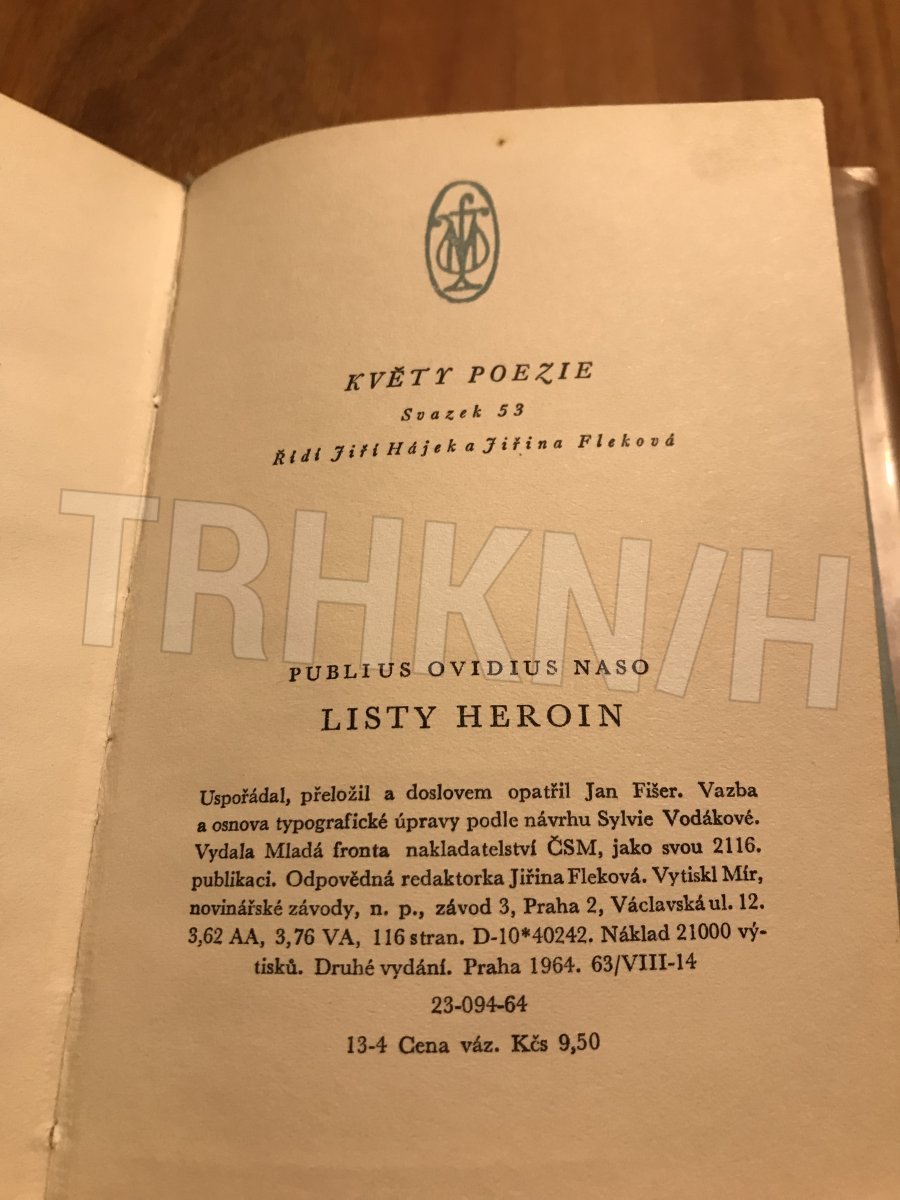 KVĚTY POEZIE
Svazek 53
Řídí Jiří Hájek a Jiřina Fleková
TRHKN/H
PUBLIUS OVIDIUS NASO
LISTY HEROIN
Uspořádal, přeložil a doslovem opatřil Jan Fišer. Vazba
a osnova typografické úpravy podle návrhu Sylvie Vodákové.
Vydala Mladá fronta nakladatelství ČSM, jako svou 2116.
publikaci. Odpovědná redaktorka Jiřina Fleková. Vytiskl Mír,
novinářské závody, n. p., závod 3, Praha 2, Václavská ul. 12.
3,62 AA, 3,76 VA, 116 stran. D-10*40242. Náklad 21000 vý-
tisků. Druhé vydání. Praha 1964. 63/VIII-14
23-094-64
13-4 Cena váz. Kčs 9,50